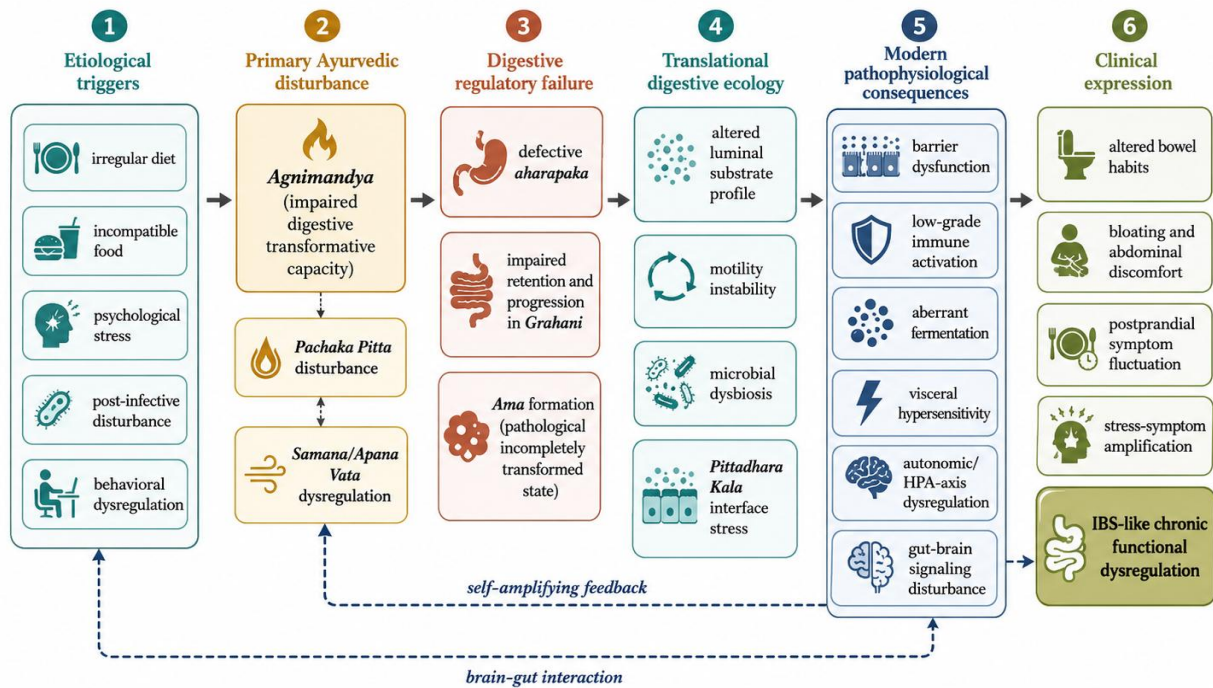 1
Etiological
triggers
irregular diet
incompatible
food
psychological
stress
post-infective
disturbance
behavioral
dysregulation
2
Primary Ayurvedic
disturbance
Agnimandya
(impaired
digestive
transformative
capacity)
Pachaka Pitta
disturbance
Samana/Apana
Vata
dysregulation
3
Digestive
regulatory failure
defective
aharapaka
impaired
retention and
progression
in Grahani
Ama formation
(pathological
incompletely
transformed
state)
4
Translational
digestive ecology
altered
luminal
substrate
profile
motility
instability
microbial
dysbiosis
Pittadhara
Kala
interface
stress
5
Modern
pathophysiological
consequences
barrier
dysfunction
low-grade
immune
activation
aberrant
fermentation
visceral
hypersensitivity
autonomic/
HPA-axis
dysregulation
gut-brain
signaling
disturbance
6
Clinical
expression
altered bowel
habits
bloating and
abdominal
discomfort
postprandial
symptom
fluctuation
stress-symptom
amplification
IBS-like chronic
functional
dysregulation
self-amplifying feedback
brain-gut interaction